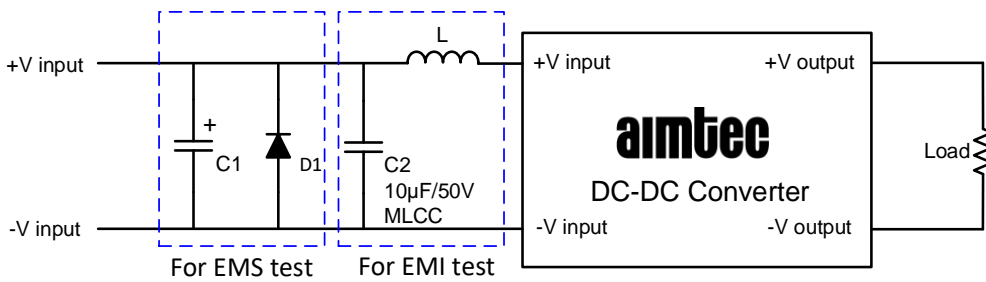 L
+V input
+V input
+V output
+
C1
D1
C2
10µF/50V
MLCC
aimtec
DC-DC Converter
Load
-V input
-V input
-V output
For EMS test
For EMI test